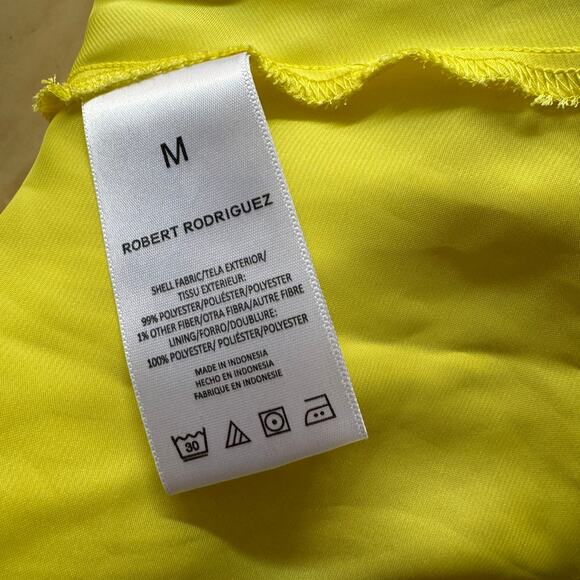 M
ROBERT RODRIGUEZ
SHELL FABRIC/TELA EXTERIOR/
TISSU EXTERIEUR:
99% POLYESTER/POLIÉSTER/POLYESTER
1% OTHER FIBER/OTRA FIBRA/AUTRE FIBRE
LINING/FORRO/DOUBLURE:
100% POLYESTER/ POLIÉSTER/POLYESTER
MADE IN INDONESIA
HECHO EN INDONESIA
FABRIQUE EN INDONESIE
30